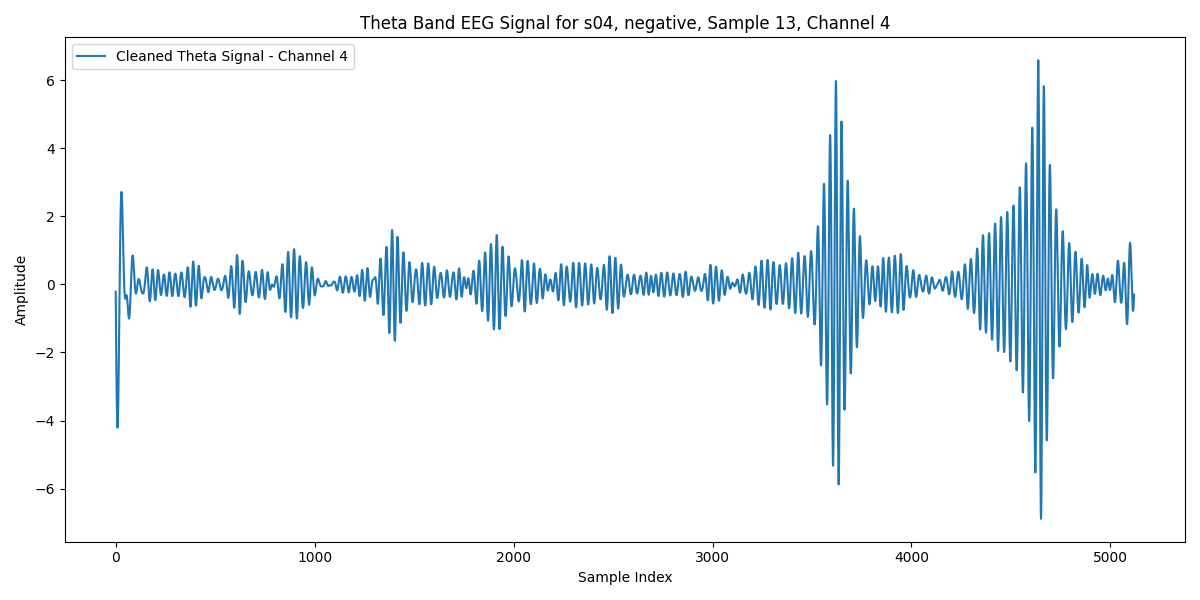 Theta Band EEG Signal for s04, negative, Sample 13, Channel 4
Cleaned Theta Signal - Channel 4
6
4
2
0
−2
−4
−6
Amplitude
0 1000 2000 3000 4000 5000
Sample Index